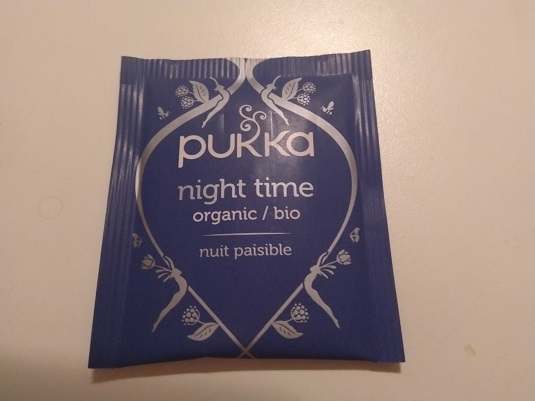 pukka
night time
organic / bio
nuit paisible